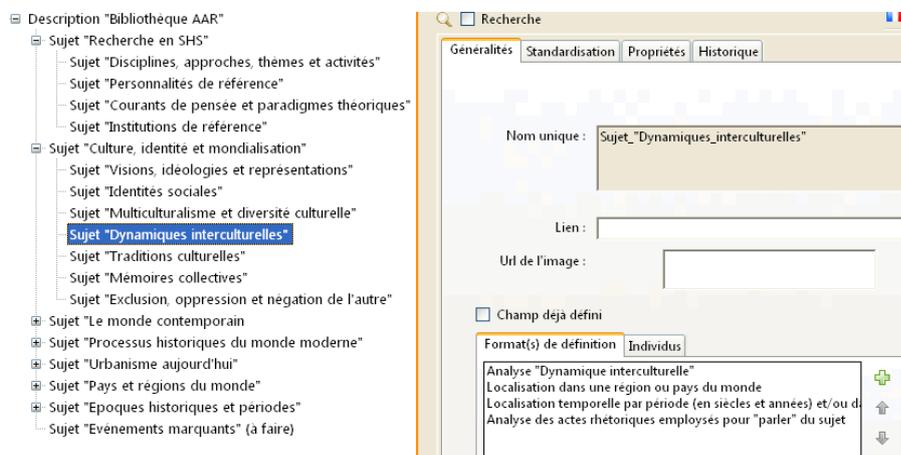 Description "Bibliothèque AAR"
Sujet "Recherche en SHS"
Sujet "Disciplines, approches, thèmes et activités"
Sujet "Personnalités de référence"
Sujet "Courants de pensée et paradigmes théoriques"
Sujet "Institutions de référence"
Sujet "Culture, identité et mondialisation"
Sujet "Visions, idéologies et représentations"
Sujet "Identités sociales"
Sujet "Multiculturalisme et diversité culturelle"
Sujet "Dynamiques interculturelles"
Sujet "Traditions culturelles"
Sujet "Mémoires collectives"
Sujet "Exclusion, oppression et négation de l'autre"
Sujet "Le monde contemporain
Sujet "Processus historiques du monde moderne"
Sujet "Urbanisme aujourd'hui"
Sujet "Pays et régions du monde"
Sujet "Epoques historiques et périodes"
Sujet "Evénements marquants" (à faire)
Recherche
Généralités Standardisation Propriétés Historique
Nom unique : Sujet_"Dynamiques_interculturelles"
Lien :
Url de l'image :
Champ déjà défini
Format(s) de définition Individus
Analyse "Dynamique interculturelle"
Localisation dans une région ou pays du monde
Localisation temporelle par période (en siècles et années) et/ou
Analyse des actes rhétoriques employsés pour "parler" du sujet